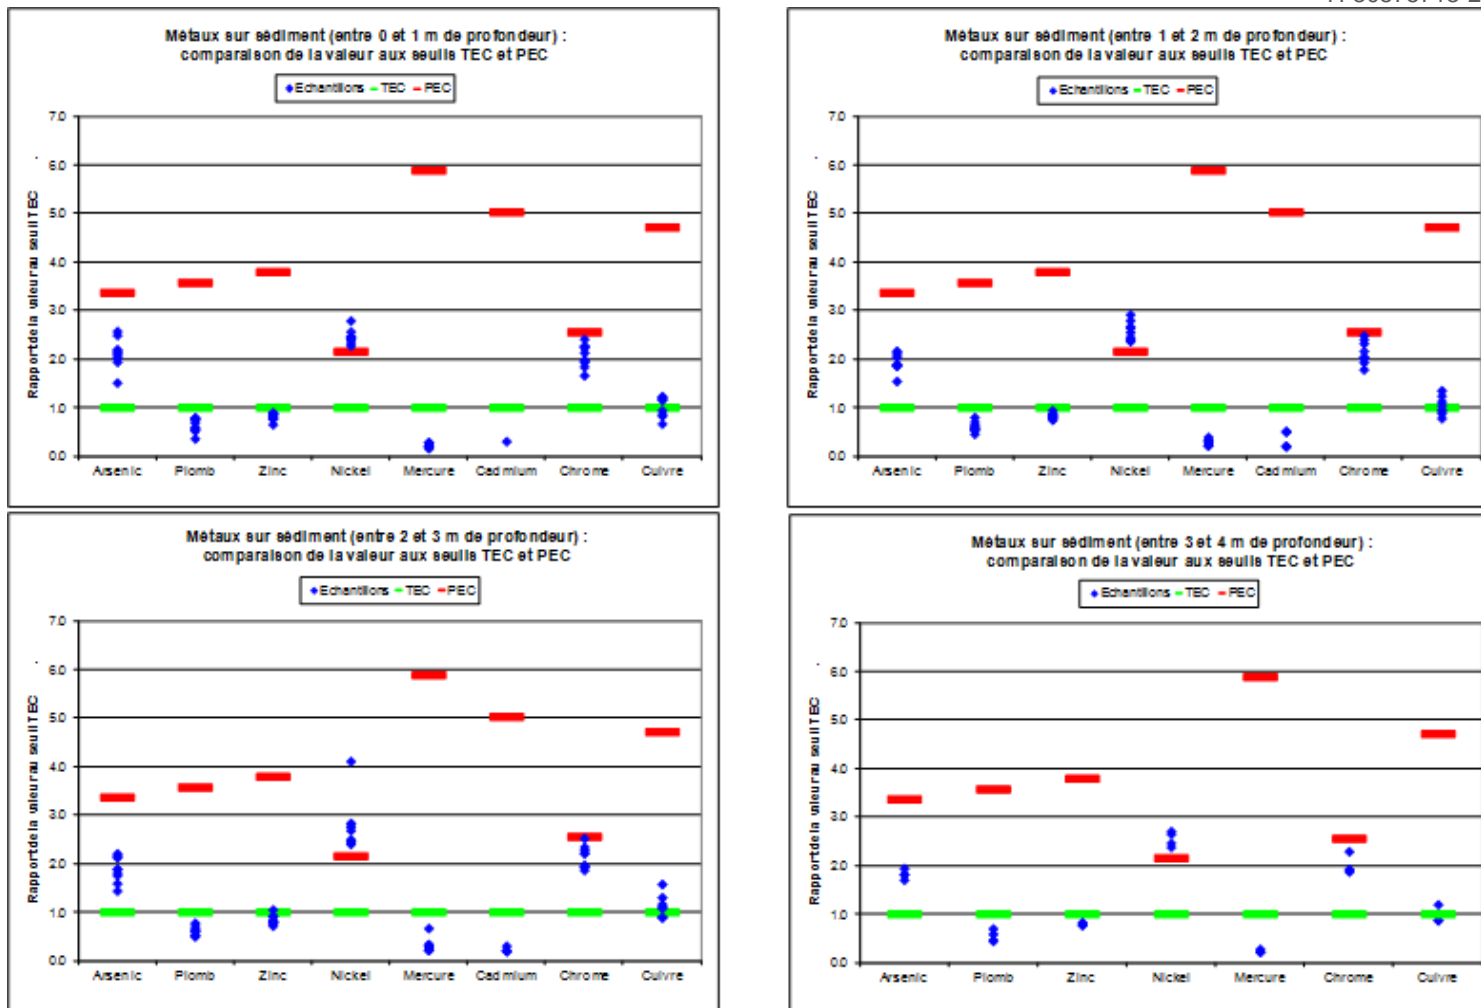 Métaux sur sédiment (entre 0 et 1 m de profondeur) :
comparaison de la valeur aux seuils TEC et PEC
Echantillons TEC PEC
Rapport de la valeur au seuil TEC
7.0
6.0
5.0
4.0
3.0
2.0
1.0
0.0
Arsenic Plomb Zinc Nickel Mercure Cadmium Chrome Cuivre
Métaux sur sédiment (entre 1 et 2 m de profondeur) :
comparaison de la valeur aux seuils TEC et PEC
Echantillons TEC PEC
Rapport de la valeur au seuil TEC
7.0
6.0
5.0
4.0
3.0
2.0
1.0
0.0
Arsenic Plomb Zinc Nickel Mercure Cadmium Chrome Cuivre
Métaux sur sédiment (entre 2 et 3 m de profondeur) :
comparaison de la valeur aux seuils TEC et PEC
Echantillons TEC PEC
Rapport de la valeur au seuil TEC
7.0
6.0
5.0
4.0
3.0
2.0
1.0
0.0
Arsenic Plomb Zinc Nickel Mercure Cadmium Chrome Cuivre
Métaux sur sédiment (entre 3 et 4 m de profondeur) :
comparaison de la valeur aux seuils TEC et PEC
Echantillons TEC PEC
Rapport de la valeur au seuil TEC
7.0
6.0
5.0
4.0
3.0
2.0
1.0
0.0
Arsenic Plomb Zinc Nickel Mercure Chrome Cuivre